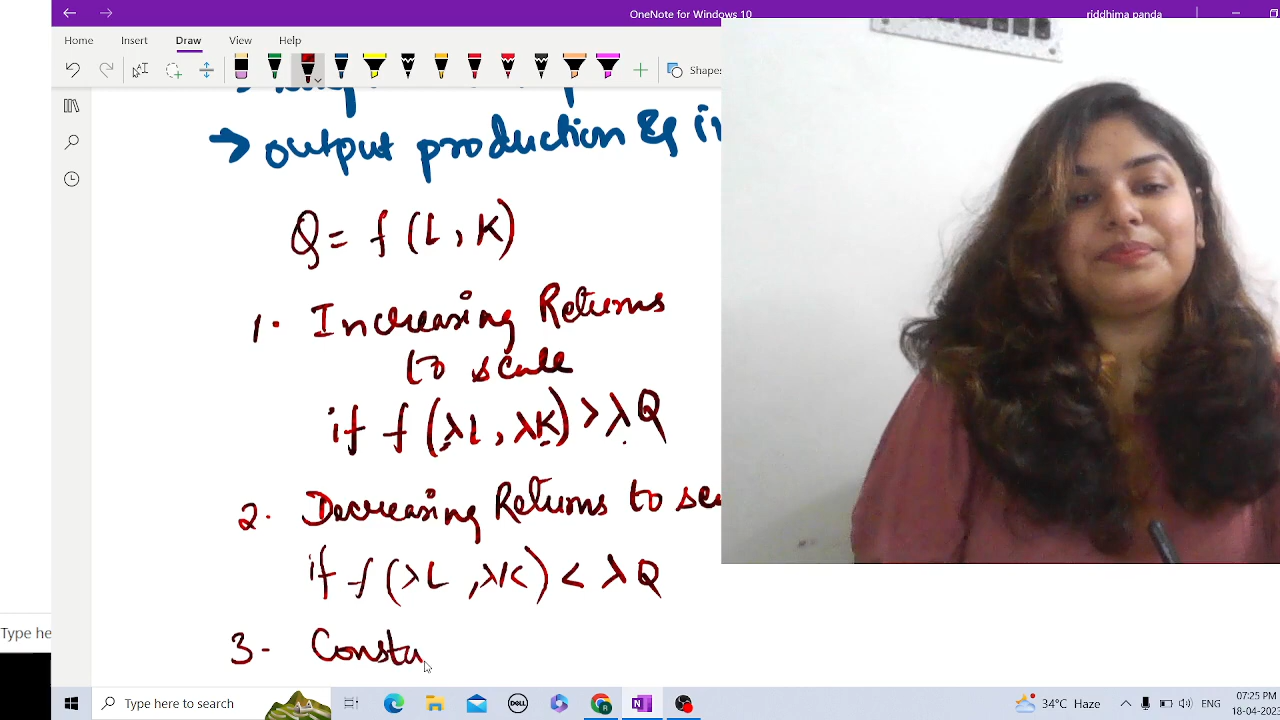 OneNote for Windows 10
riddhima panda
Home Insert Draw View Help
Shapes
→ output production &
Q = f (L, K)
1. Increasing Returns
to scale
if f (λL, λK) > λQ
2. Decreasing Returns to
if f (λL, λK) < λQ
3- Consta
Type he
Type here to search
34°C Haze
ENG
07:25 PM
18-04-202